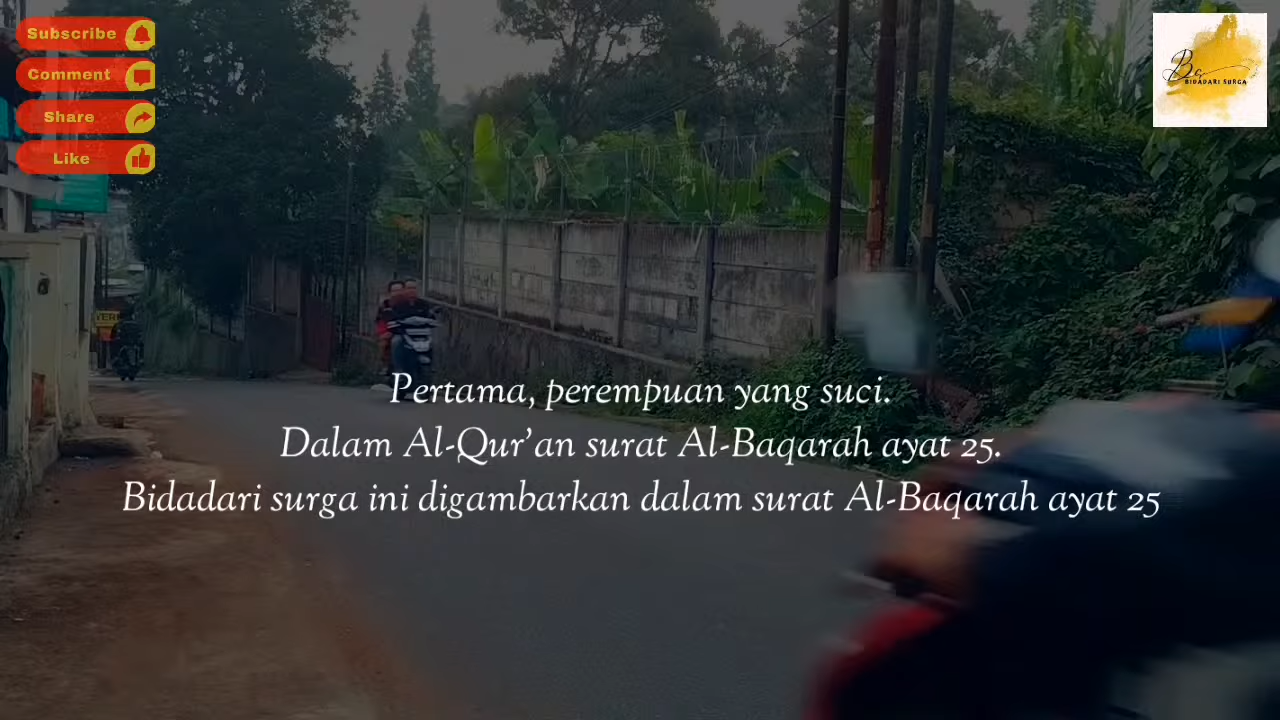 Subscribe
Comment
Share
Like
BIDADARI SURGA
Pertama, perempuan yang suci.
Dalam Al-Qur’an surat Al-Baqarah ayat 25.
Bidadari surga ini digambarkan dalam surat Al-Baqarah ayat 25